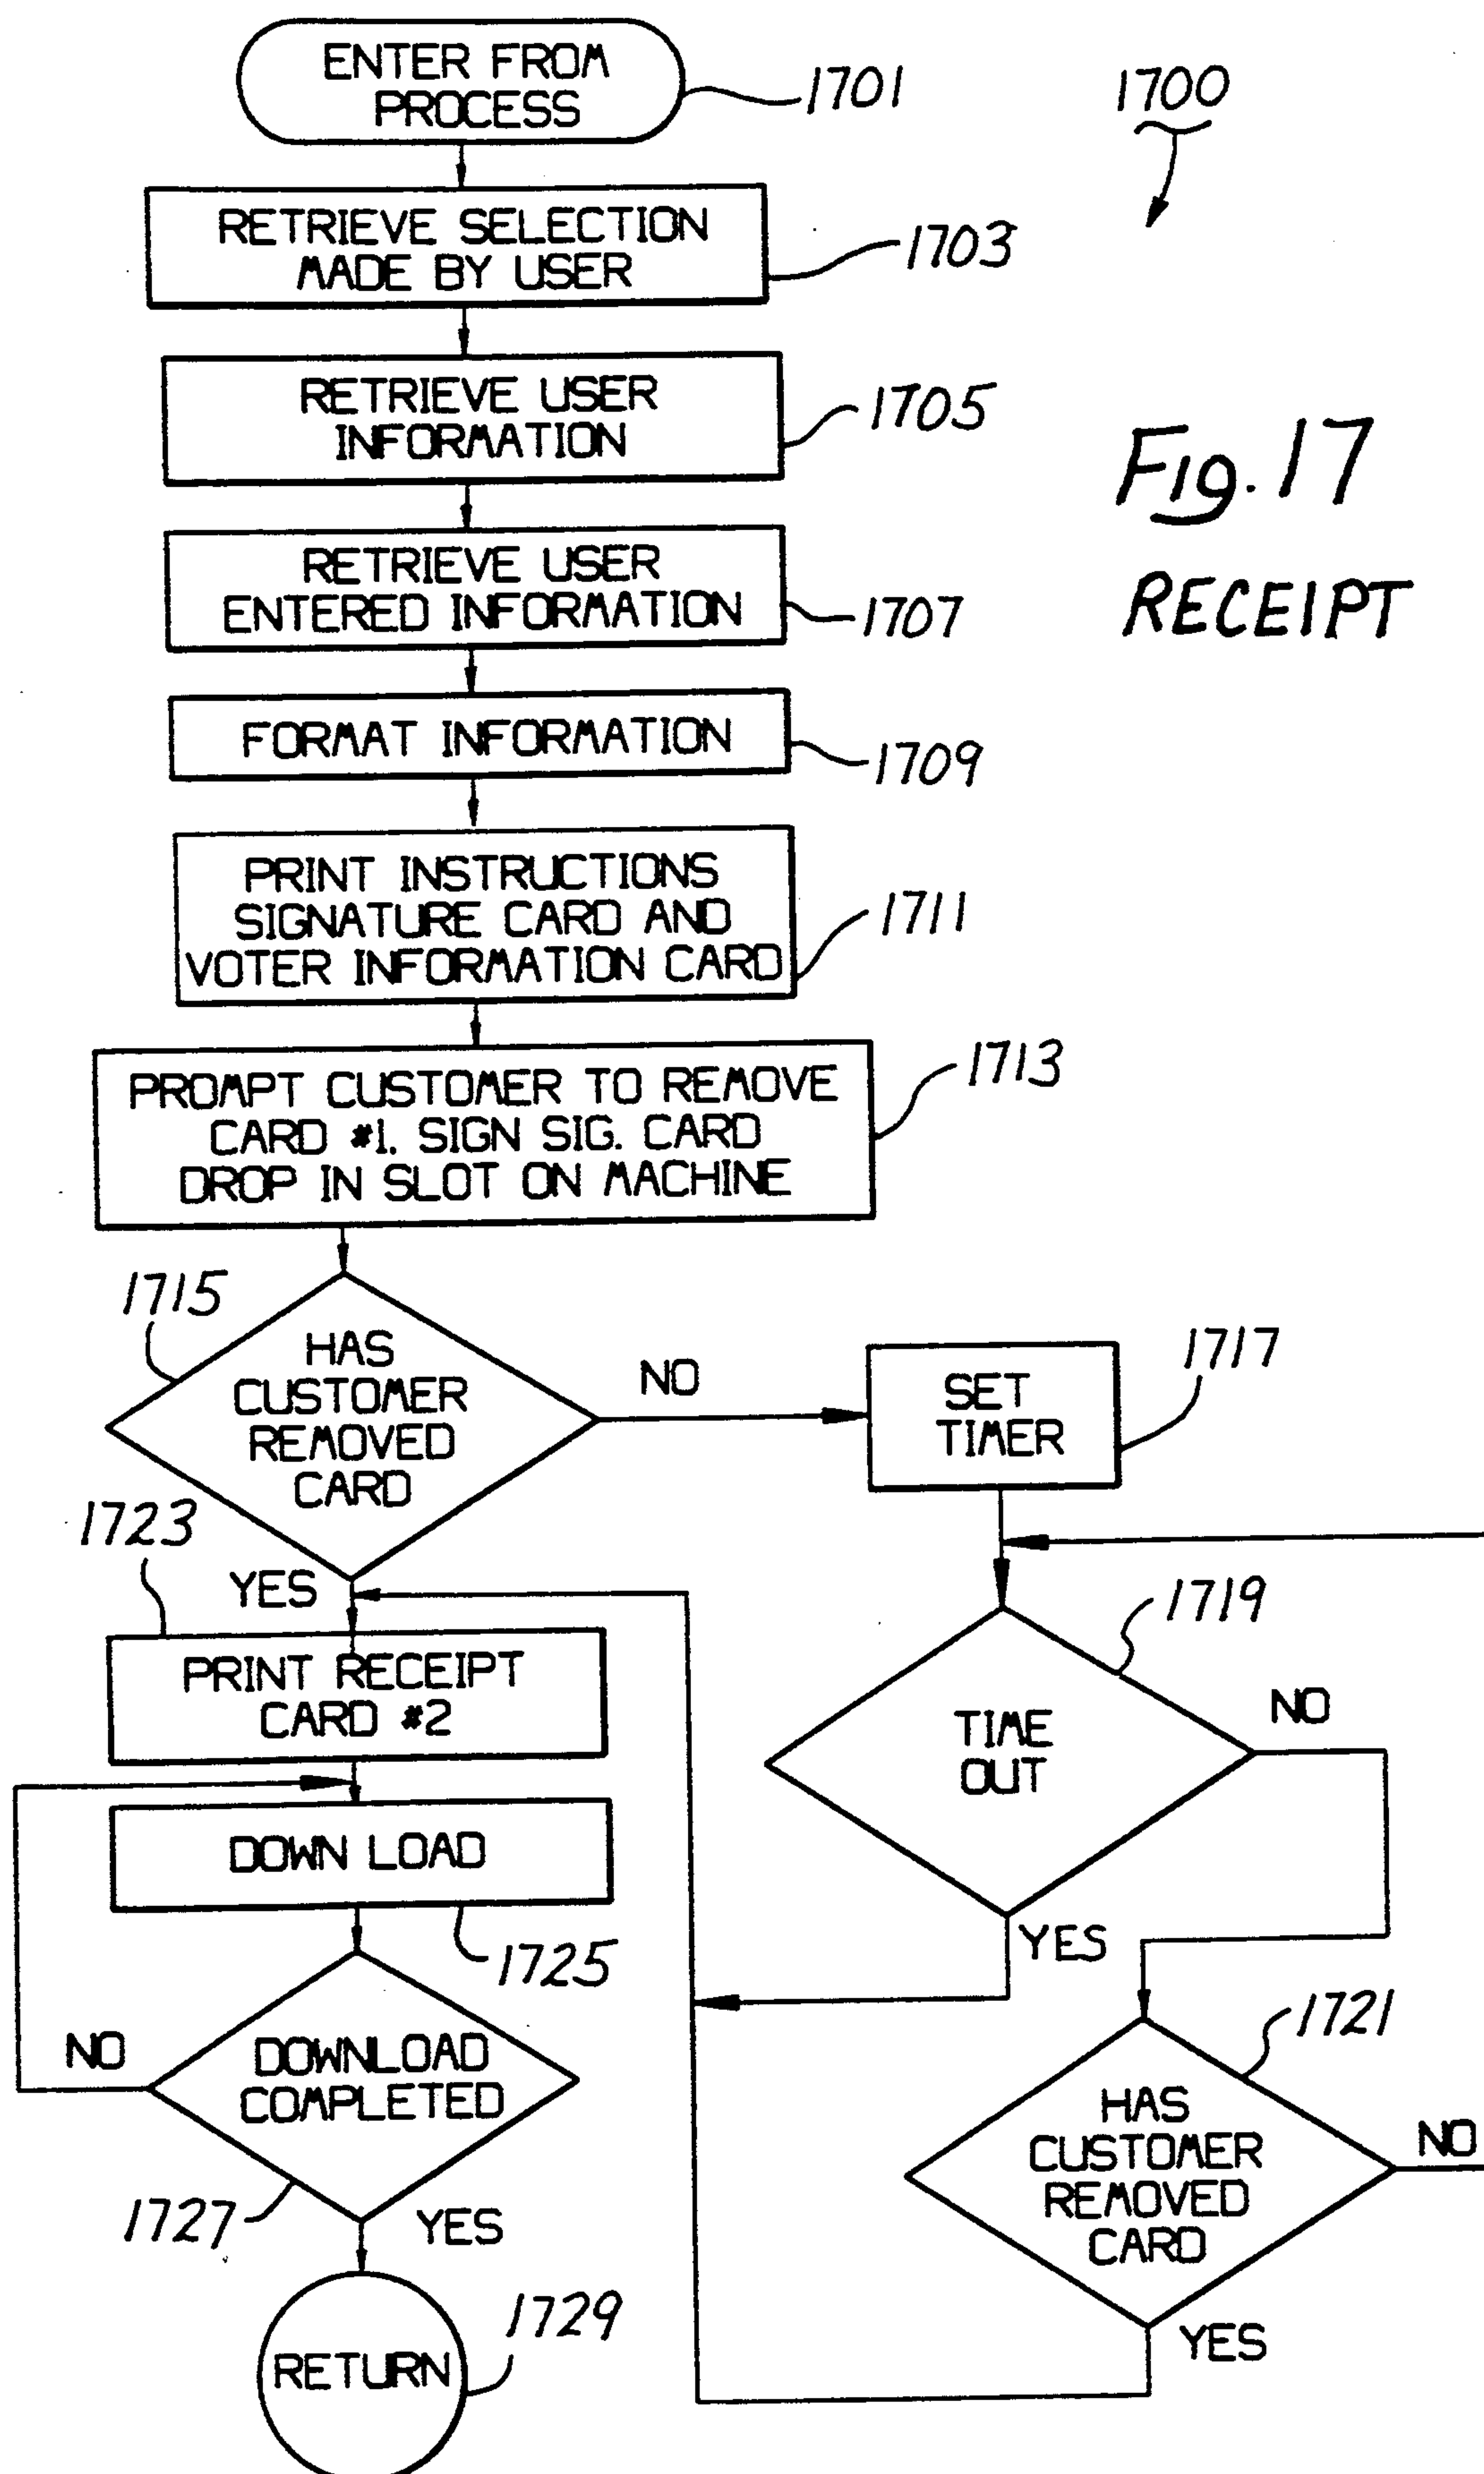 ENTER FROM
PROCESS
1701
1700
RETRIEVE SELECTION
MADE BY USER
1703
RETRIEVE USER
INFORMATION
1705
Fig. 17
RECEIPT
RETRIEVE USER
ENTERED INFORMATION
1707
FORMAT INFORMATION
1709
PRINT INSTRUCTIONS
SIGNATURE CARD AND
VOTER INFORMATION CARD
1711
PROMPT CUSTOMER TO REMOVE
CARD #1. SIGN SIG. CARD
DROP IN SLOT ON MACHINE
1713
1715
HAS
CUSTOMER
REMOVED
CARD
NO
SET
TIMER
1717
YES
1723
PRINT RECEIPT
CARD #2
1719
TIME
OUT
NO
YES
DOWN LOAD
1725
DOWNLOAD
COMPLETED
NO
1727
YES
1721
HAS
CUSTOMER
REMOVED
CARD
NO
YES
RETURN
1729